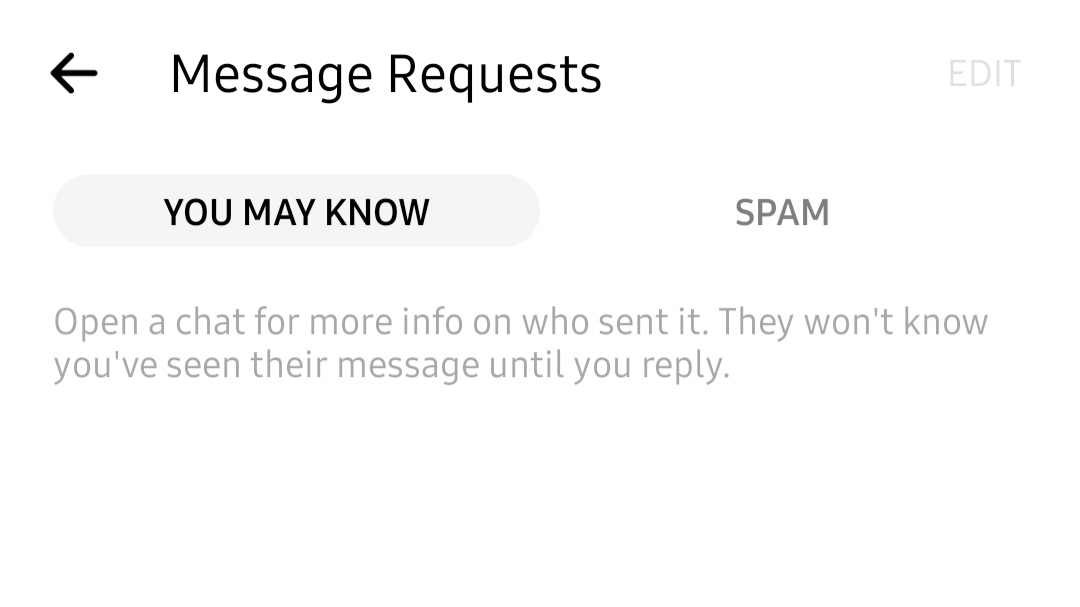 Message Requests
EDIT
YOU MAY KNOW
SPAM
Open a chat for more info on who sent it. They won't know
you've seen their message until you reply.